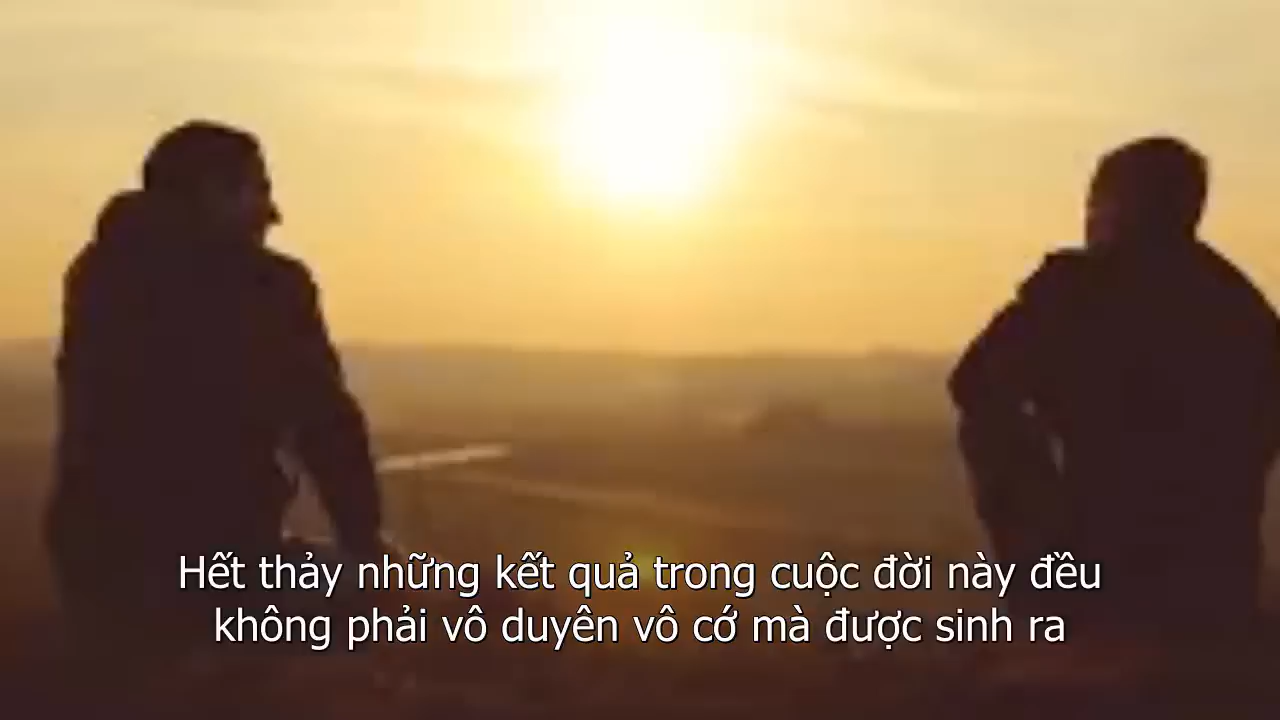 Hết thảy những kết quả trong cuộc đời này đều
không phải vô duyên vô cớ mà được sinh ra